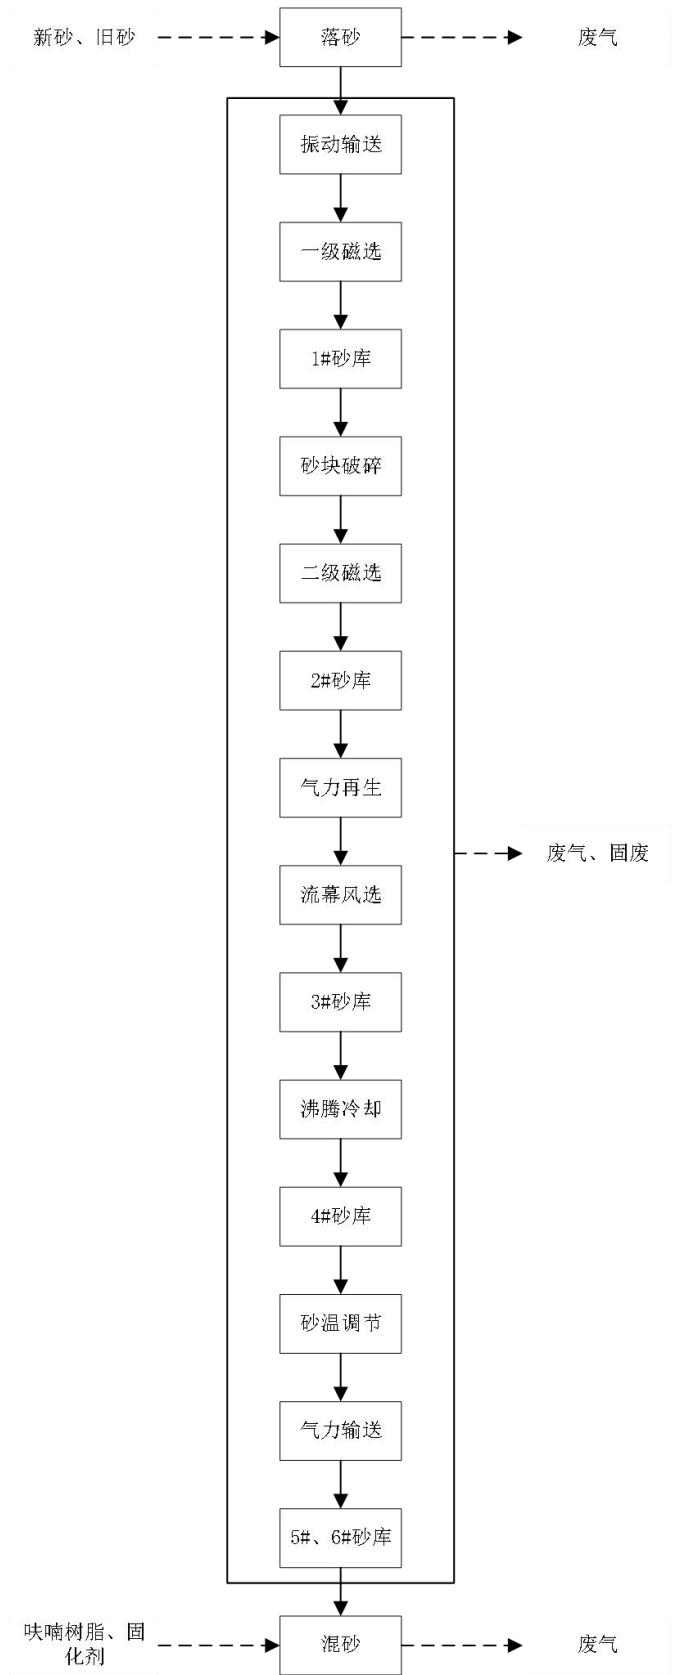 新砂、旧砂
落砂
废气
振动输送
一级磁选
1#砂库
砂块破碎
二级磁选
2#砂库
气力再生
废气、固废
流幕风选
3#砂库
沸腾冷却
4#砂库
砂温调节
气力输送
5#、6#砂库
呋喃树脂、固
化剂
混砂
废气